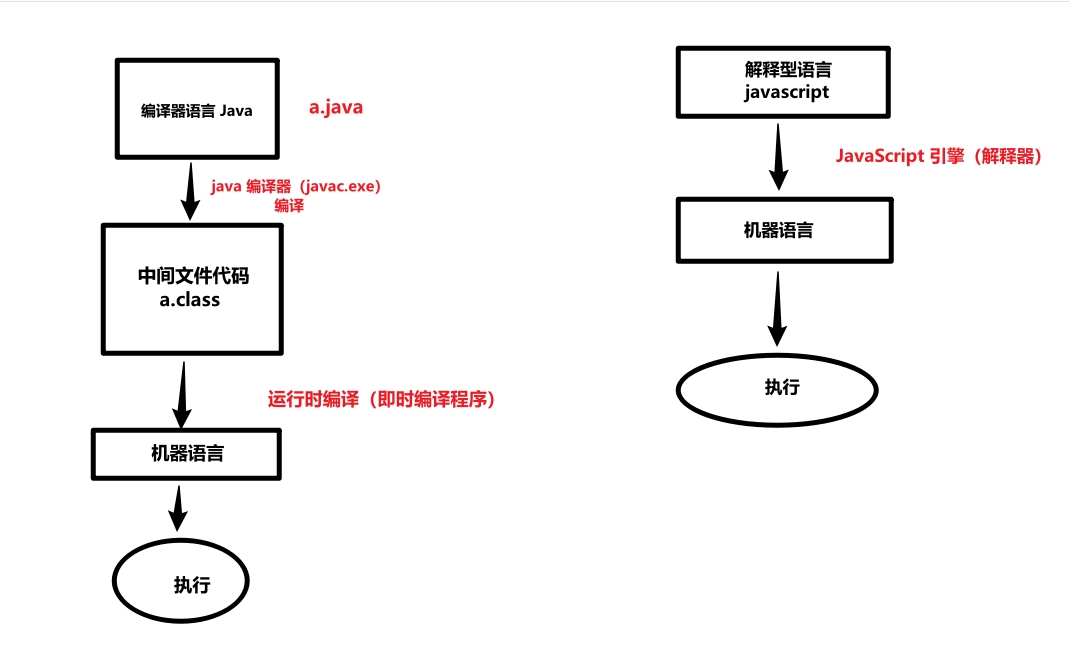 编译器语言 Java
a.java
java 编译器（javac.exe）
编译
中间文件代码
a.class
运行时编译（即时编译程序）
机器语言
执行
解释型语言
javascript
JavaScript 引擎（解释器）
机器语言
执行